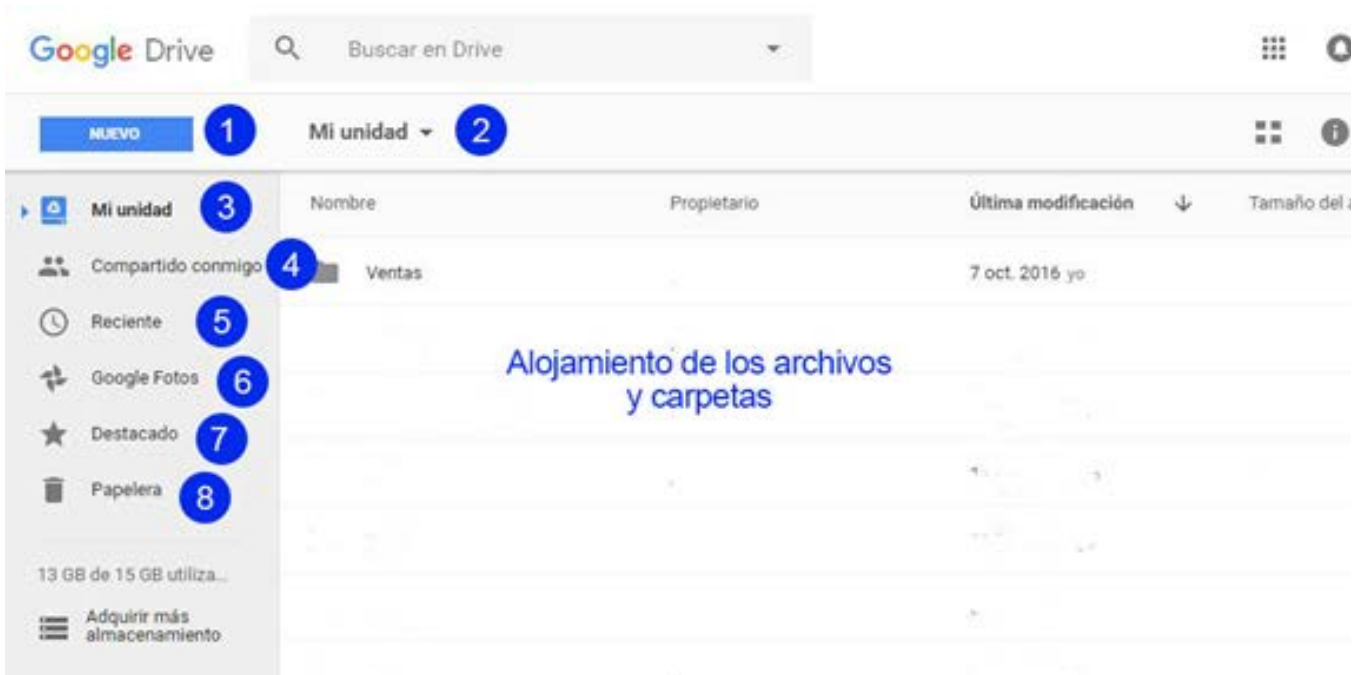 Google Drive
Buscar en Drive
NUEVO 1
Mi unidad 2
Mi unidad 3
Nombre Propietario Última modificación Tamaño del
Compartido conmigo 4
Ventas 7 oct. 2016 yo
Reciente 5
Alojamiento de los archivos
y carpetas
Google Fotos 6
Destacado 7
Papelera 8
13 GB de 15 GB utiliza...
Adquirir más
almacenamiento